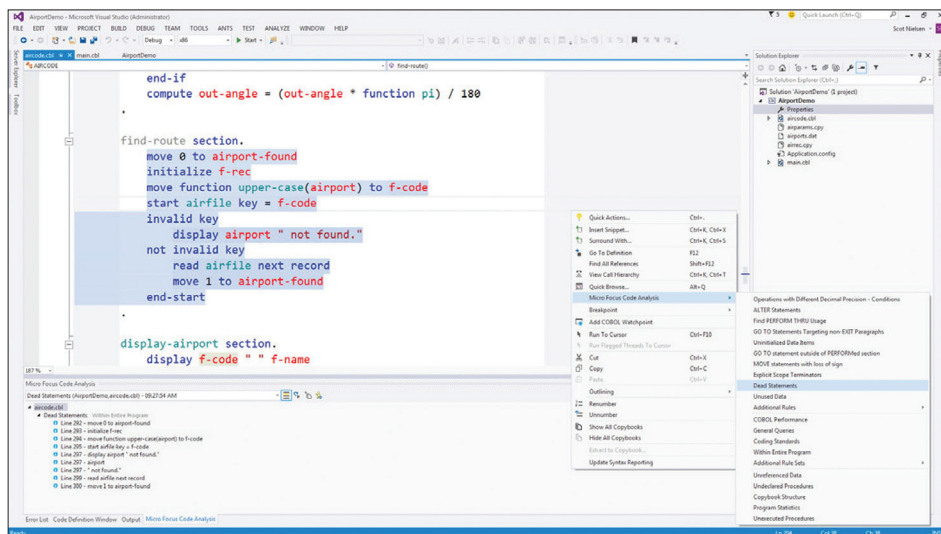 AirportDemo - Microsoft Visual Studio (Administrator)
5
Quick Launch (Ctrl+Q)
FILE EDIT VIEW PROJECT BUILD DEBUG TEAM TOOLS ANTS TEST ANALYZE WINDOW HELP
Scot Nielsen
Debug x86 Start
Server Explorer
Toolbox
aircode.cbl main.cbl AirportDemo
AIRCODE
find-route()
end-if
compute out-angle = (out-angle * function pi) / 180
.
find-route section.
move 0 to airport-found
initialize f-rec
move function upper-case(airport) to f-code
start airfile key = f-code
invalid key
display airport " not found."
not invalid key
read airfile next record
move 1 to airport-found
end-start
.
display-airport section.
display f-code " " f-name
187 %
Solution Explorer
Search Solution Explorer (Ctrl+;)
Solution 'AirportDemo' (1 project)
AirportDemo
Properties
aircode.cbl
airparams.cpy
airports.dat
airrec.cpy
Application.config
main.cbl
Properties
Quick Actions... Ctrl+.
Insert Snippet... Ctrl+K, Ctrl+X
Surround With... Ctrl+K, Ctrl+S
Go To Definition F12
Find All References Shift+F12
View Call Hierarchy Ctrl+K, Ctrl+T
Quick Browse... Alt+Q
Micro Focus Code Analysis
Breakpoint
Add COBOL Watchpoint
Run To Cursor Ctrl+F10
Run Flagged Threads To Cursor
Cut Ctrl+X
Copy Ctrl+C
Paste Ctrl+V
Outlining
Renumber
Unnumber
Show All Copybooks
Hide All Copybooks
Extract to Copybook...
Update Syntax Reporting
Operations with Different Decimal Precision - Conditions
ALTER Statements
Find PERFORM THRU Usage
GO TO Statements Targeting non-EXIT Paragraphs
Uninitialized Data Items
GO TO statement outside of PERFORMed section
MOVE statements with loss of sign
Explicit Scope Terminators
Dead Statements
Unused Data
Additional Rules
COBOL Performance
General Queries
Coding Standards
Within Entire Program
Additional Rule Sets
Unreferenced Data
Undeclared Procedures
Copybook Structure
Program Statistics
Unexecuted Procedures
Micro Focus Code Analysis
Dead Statements (AirportDemo,aircode.cbl) - 09:27:54 AM
aircode.cbl
Dead Statements Within Entire Program
Line 292 - move 0 to airport-found
Line 293 - initialize f-rec
Line 294 - move function upper-case(airport) to f-code
Line 295 - start airfile key = f-code
Line 297 - display airport " not found."
Line 297 - airport
Line 297 - " not found."
Line 299 - read airfile next record
Line 300 - move 1 to airport-found
Error List Code Definition Window Output Micro Focus Code Analysis
Ready